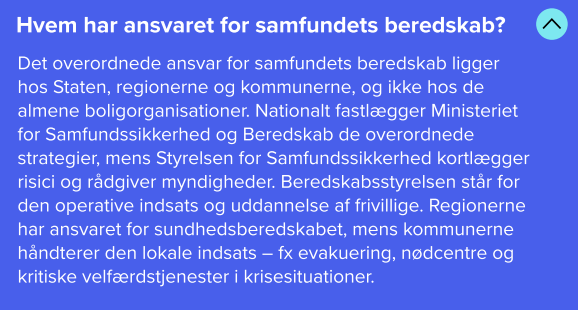 Hvem har ansvaret for samfundets beredskab?
Det overordnede ansvar for samfundets beredskab ligger
hos Staten, regionerne og kommunerne, og ikke hos de
almene boligorganisationer. Nationalt fastlægger Ministeriet
for Samfundssikkerhed og Beredskab de overordnede
strategier, mens Styrelsen for Samfundssikkerhed kortlægger
risici og rådgiver myndigheder. Beredskabsstyrelsen står for
den operative indsats og uddannelse af frivillige. Regionerne
har ansvaret for sundhedsberedskabet, mens kommunerne
håndterer den lokale indsats – fx evakuering, nødcentre og
kritiske velfærdstjenester i krisesituationer.